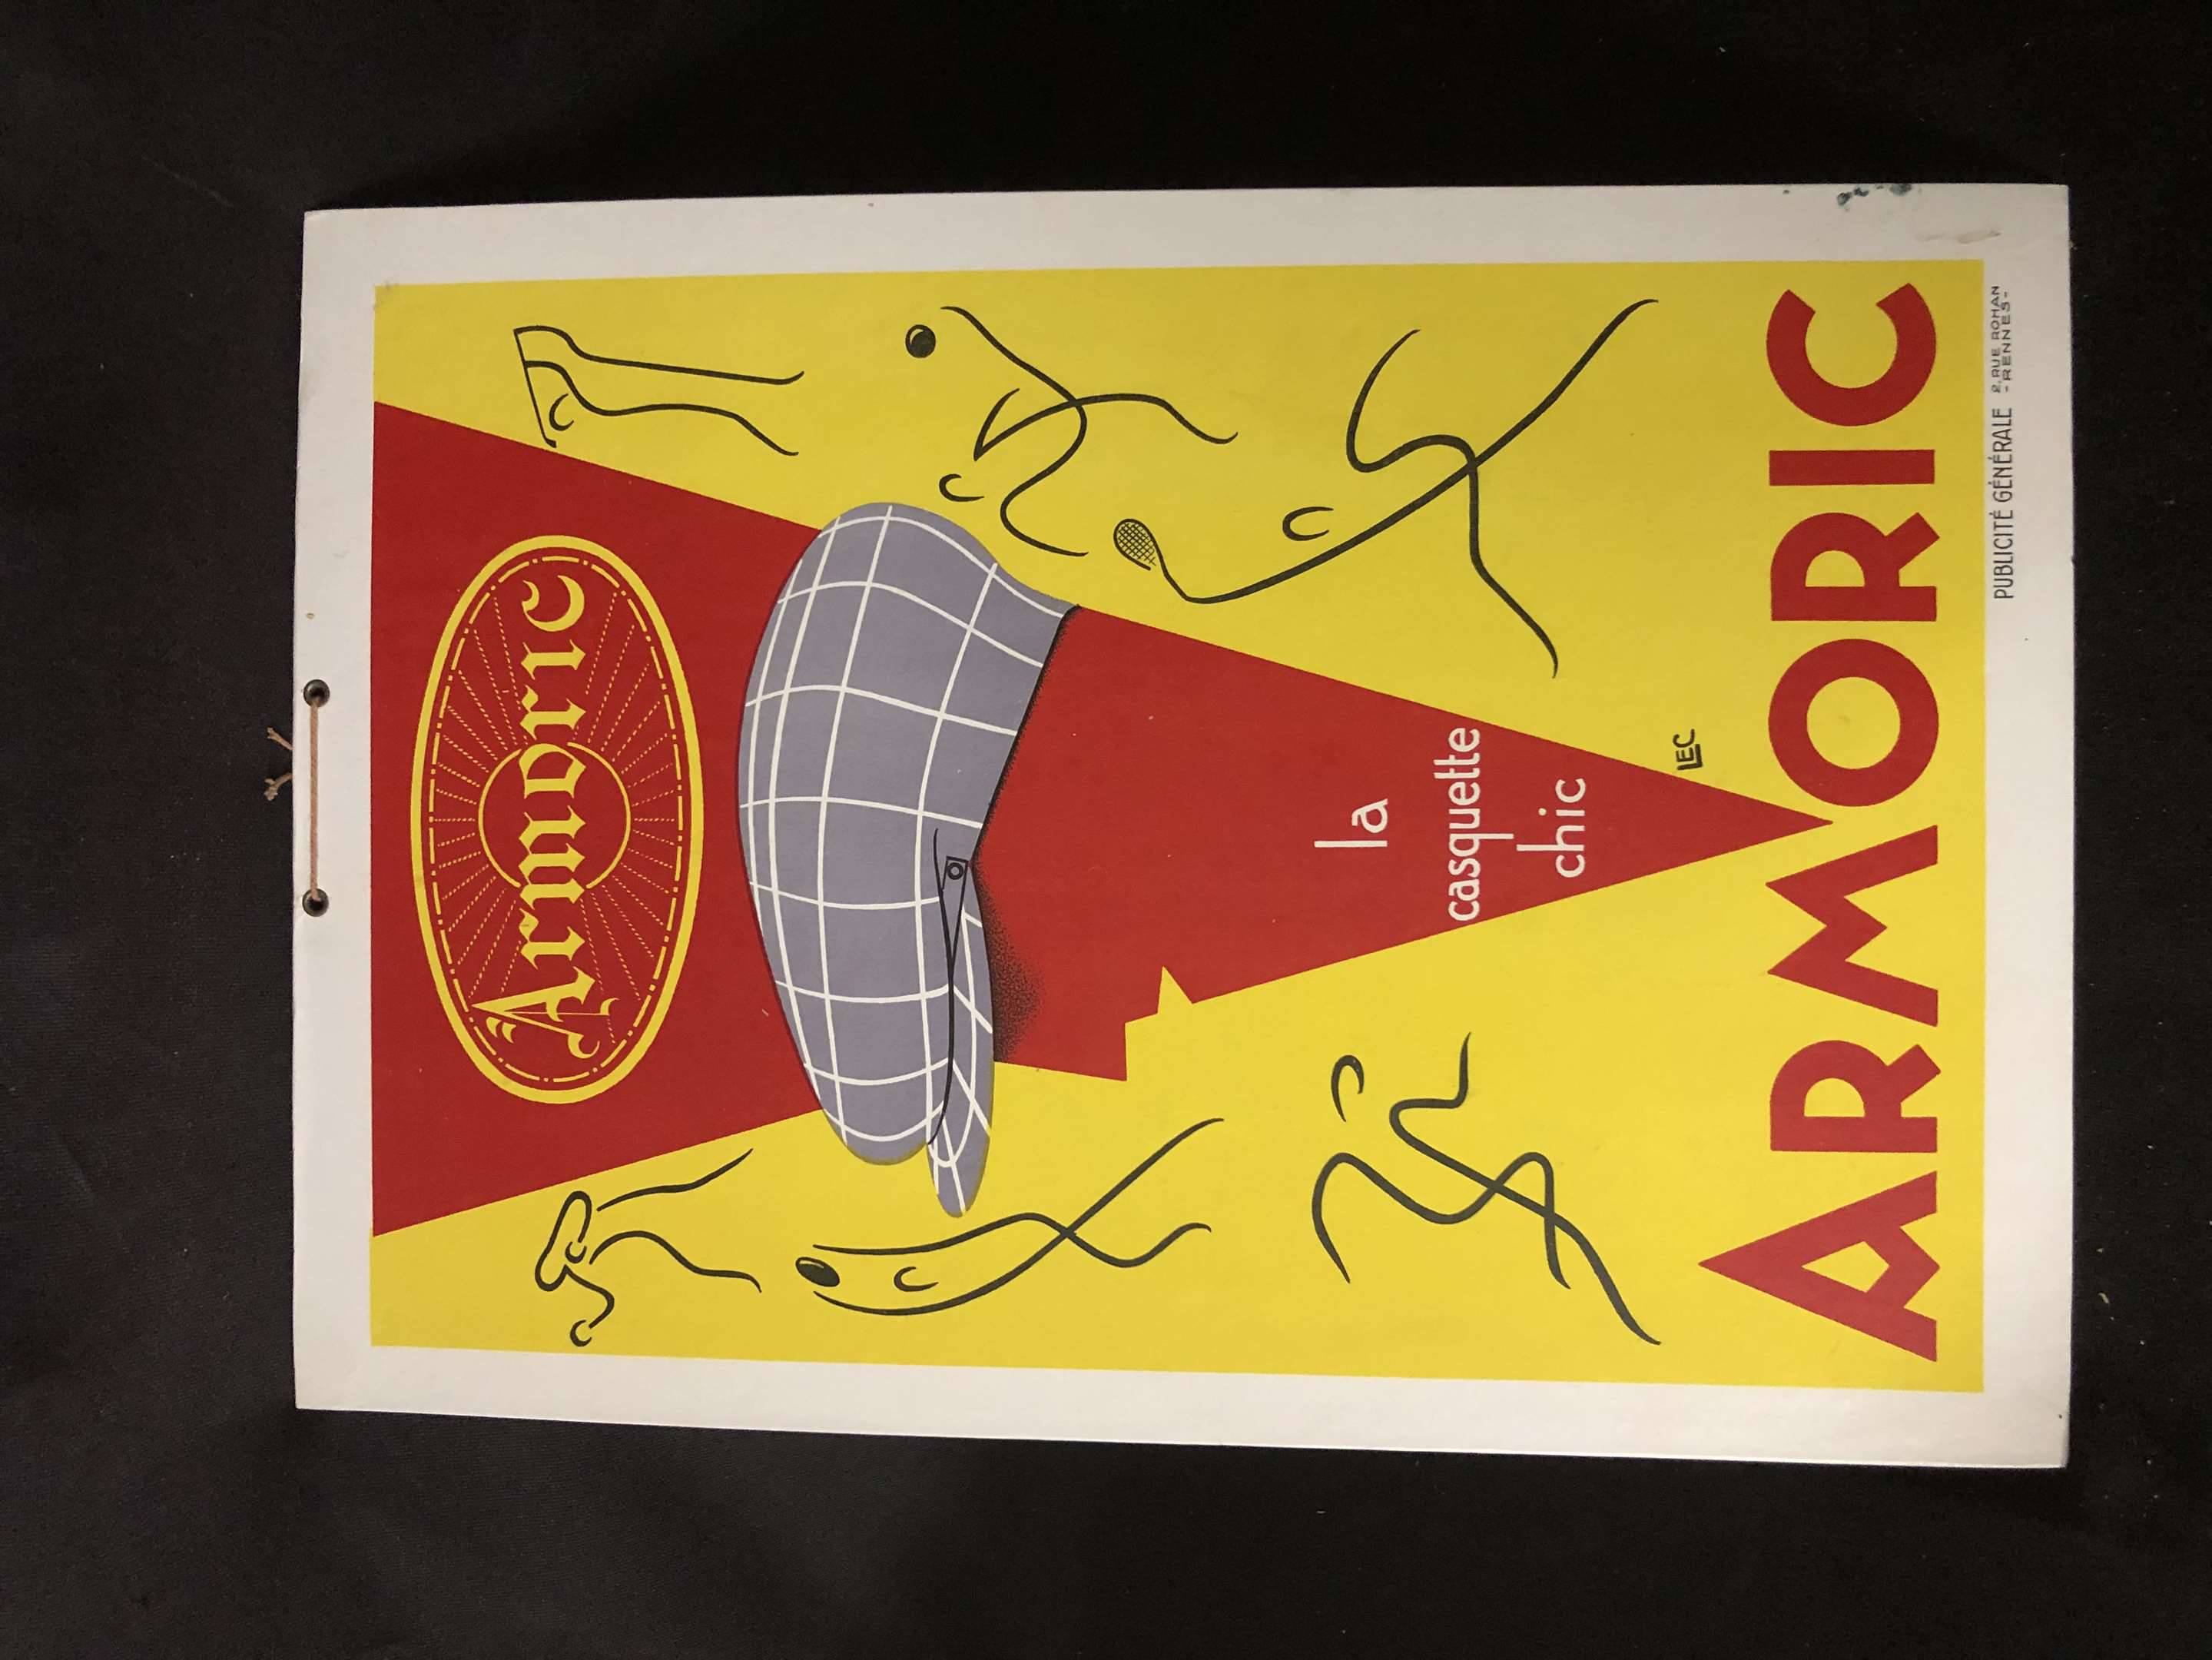 Armoric
la
casquette
chic
LEC
ARMORIC
PUBLICITÉ GÉNÉRALE 2, RUE ROHAN
- RENNES -